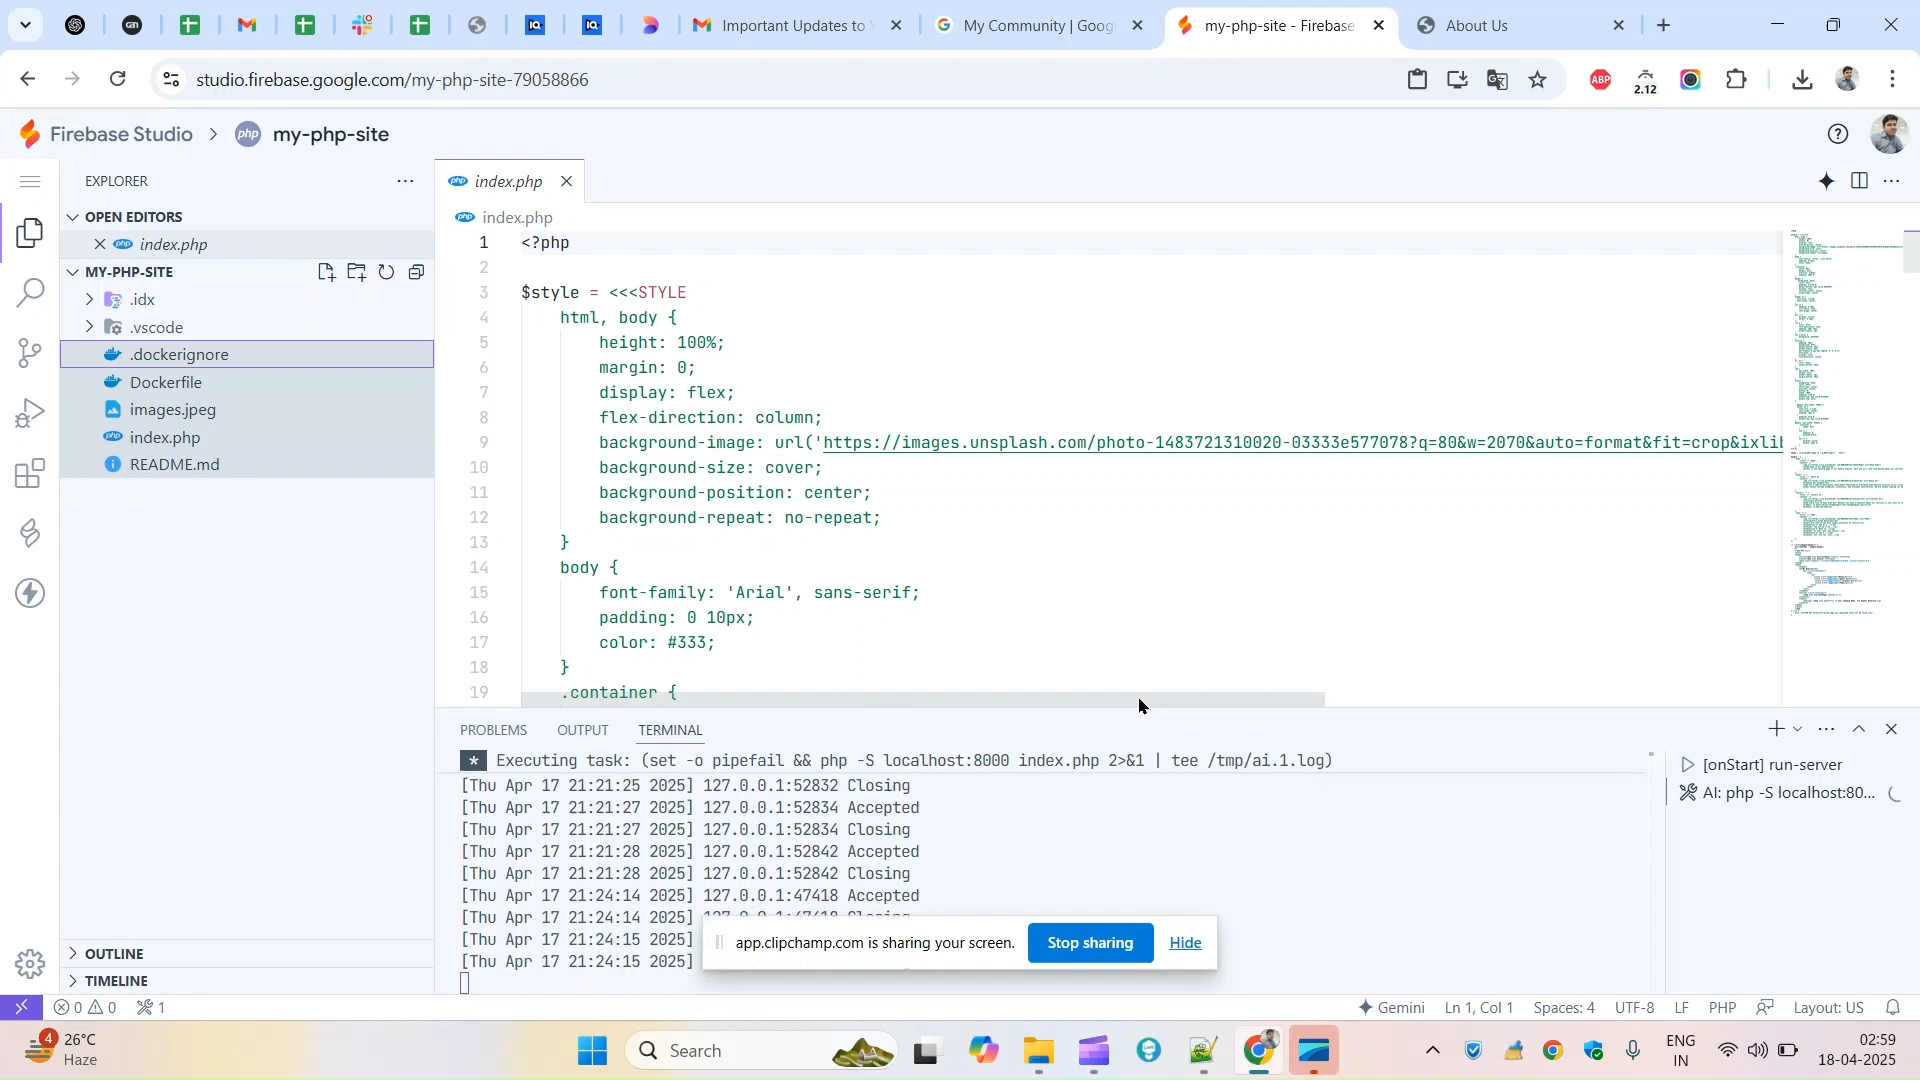 Important Updates to Y
My Community | Goog
my-php-site - Firebase
About Us
studio.firebase.google.com/my-php-site-79058866
ABP
2.12
Firebase Studio > php my-php-site
EXPLORER
OPEN EDITORS
index.php
MY-PHP-SITE
.idx
.vscode
.dockerignore
Dockerfile
images.jpeg
index.php
README.md
OUTLINE
TIMELINE
index.php
index.php
1 <?php
2
3 $style = <<<STYLE
4 html, body {
5 height: 100%;
6 margin: 0;
7 display: flex;
8 flex-direction: column;
9 background-image: url('https://images.unsplash.com/photo-1483721310020-03333e577078?q=80&w=2070&auto=format&fit=crop&ixlib
10 background-size: cover;
11 background-position: center;
12 background-repeat: no-repeat;
13 }
14 body {
15 font-family: 'Arial', sans-serif;
16 padding: 0 10px;
17 color: #333;
18 }
19 .container {
PROBLEMS OUTPUT TERMINAL
* Executing task: (set -o pipefail && php -S localhost:8000 index.php 2>&1 | tee /tmp/ai.1.log)
[Thu Apr 17 21:21:25 2025] 127.0.0.1:52832 Closing
[Thu Apr 17 21:21:27 2025] 127.0.0.1:52834 Accepted
[Thu Apr 17 21:21:27 2025] 127.0.0.1:52834 Closing
[Thu Apr 17 21:21:28 2025] 127.0.0.1:52842 Accepted
[Thu Apr 17 21:21:28 2025] 127.0.0.1:52842 Closing
[Thu Apr 17 21:24:14 2025] 127.0.0.1:47418 Accepted
[Thu Apr 17 21:24:14 2025] 127.0.0.1:47418 Closing
[Thu Apr 17 21:24:15 2025]
[Thu Apr 17 21:24:15 2025]
[onStart] run-server
AI: php -S localhost:80...
app.clipchamp.com is sharing your screen.
Stop sharing
Hide
0 0 1
Gemini Ln 1, Col 1 Spaces: 4 UTF-8 LF PHP Layout: US
4
26°C
Haze
Search
ENG
IN
02:59
18-04-2025